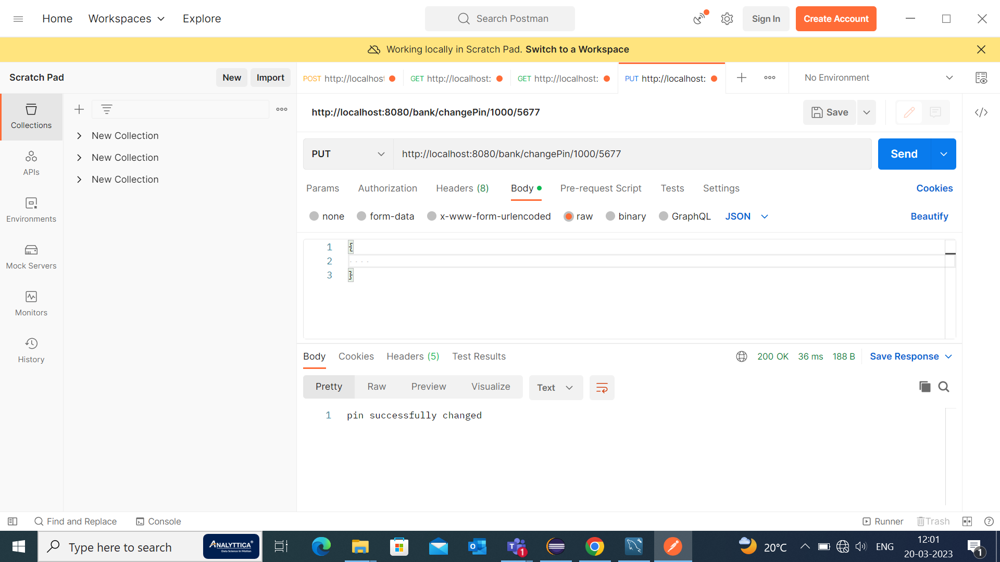 Home Workspaces Explore Search Postman Sign In Create Account
Working locally in Scratch Pad. Switch to a Workspace
Scratch Pad New Import POST http://localhost GET http://localhost: GET http://localhost: PUT http://localhost: No Environment
Collections
APIs
Environments
Mock Servers
Monitors
History
New Collection
New Collection
New Collection
http://localhost:8080/bank/changePin/1000/5677 Save
PUT http://localhost:8080/bank/changePin/1000/5677 Send
Params Authorization Headers (8) Body Pre-request Script Tests Settings Cookies
none form-data x-www-form-urlencoded raw binary GraphQL JSON Beautify
1 {
2
3 }
Body Cookies Headers (5) Test Results 200 OK 36 ms 188 B Save Response
Pretty Raw Preview Visualize Text
1 pin successfully changed
Find and Replace Console Runner Trash
Type here to search ANALYTTICA® Data Science In Motion 1 20°C ENG 12:01 20-03-2023 1